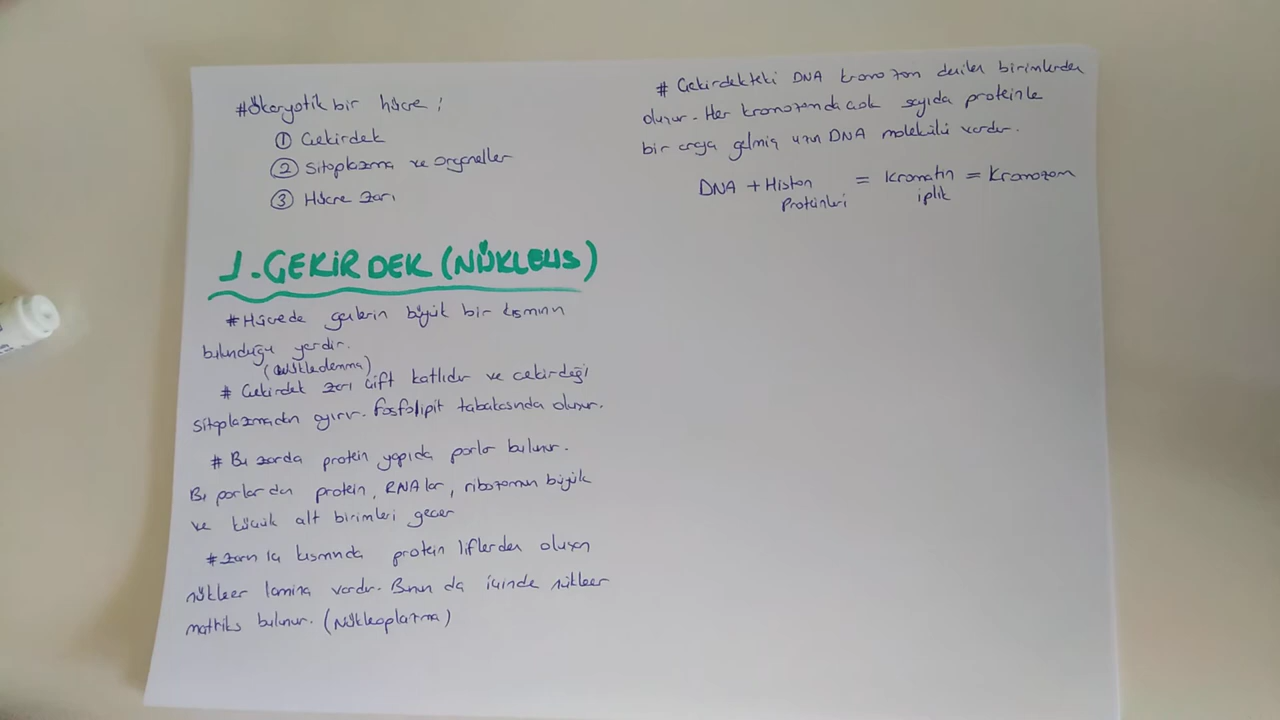 #Ökaryotik bir hücre;
① Çekirdek
② Sitoplazma ve organeller
③ Hücre zarı
1. ÇEKİRDEK (NÜKLEUS)
#Hücrede genlerin büyük bir kısmının
bulunduğu yerdir.
# Çekirdek zarı çift katlıdır ve çekirdeği
sitoplazmadan ayırır. Fosfolipit tabakasında oluşur.
# Bu zarda protein yapıda porlar bulunur.
Bu porlardan protein, RNA lar, ribozomun büyük
ve küçük alt birimleri geçer
#Zarın iç kısmında protein liflerden oluşan
nükleer lamina vardır. Bunun da içinde nükleer
matriks bulunur. (Nükleoplazma)
# Çekirdekteki DNA kromozom denilen birimlerden
oluşur. Her kromozomda çok sayıda proteinle
bir araya gelmiş uzun DNA molekülü vardır.
DNA + Histon = Kromatin = Kromozom
Proteinleri iplik